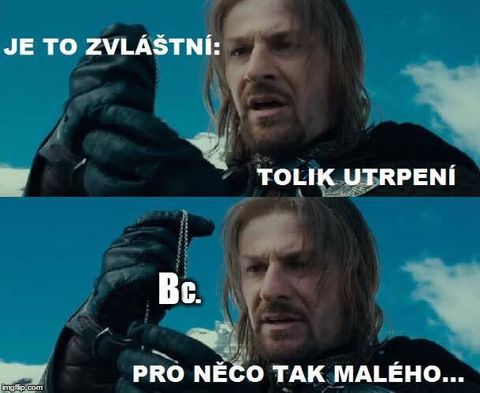 JE TO ZVLÁŠTNÍ:
TOLIK UTRPENÍ
Bc.
PRO NĚCO TAK MALÉHO...
imgflip.com